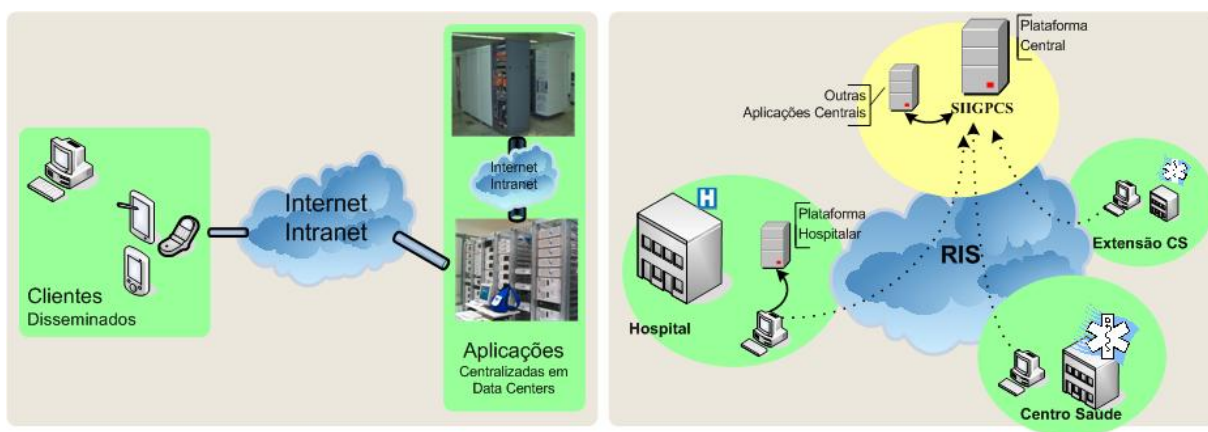 Clientes
Disseminados
Internet
Intranet
Internet
Intranet
Aplicações
Centralizadas em
Data Centers
Plataforma
Central
Outras
Aplicações Centrais
SIIGPCS
H
Plataforma
Hospitalar
Hospital
RIS
Extensão CS
Centro Saúde